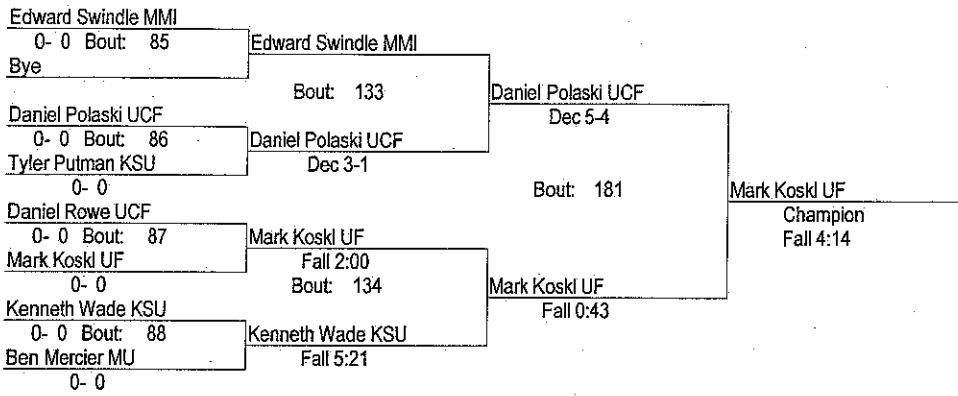 Edward Swindle MMI
0- 0 Bout: 85
Bye
Edward Swindle MMI
Bout: 133
Daniel Polaski UCF
0- 0 Bout: 86
Tyler Putman KSU
0- 0
Daniel Polaski UCF
Dec 3-1
Daniel Polaski UCF
Dec 5-4
Bout: 181
Daniel Rowe UCF
0- 0 Bout: 87
Mark Koskl UF
0- 0
Mark Koskl UF
Fall 2:00
Bout: 134
Kenneth Wade KSU
0- 0 Bout: 88
Ben Mercier MU
0- 0
Kenneth Wade KSU
Fall 5:21
Mark Koskl UF
Fall 0:43
Mark Koskl UF
Champion
Fall 4:14